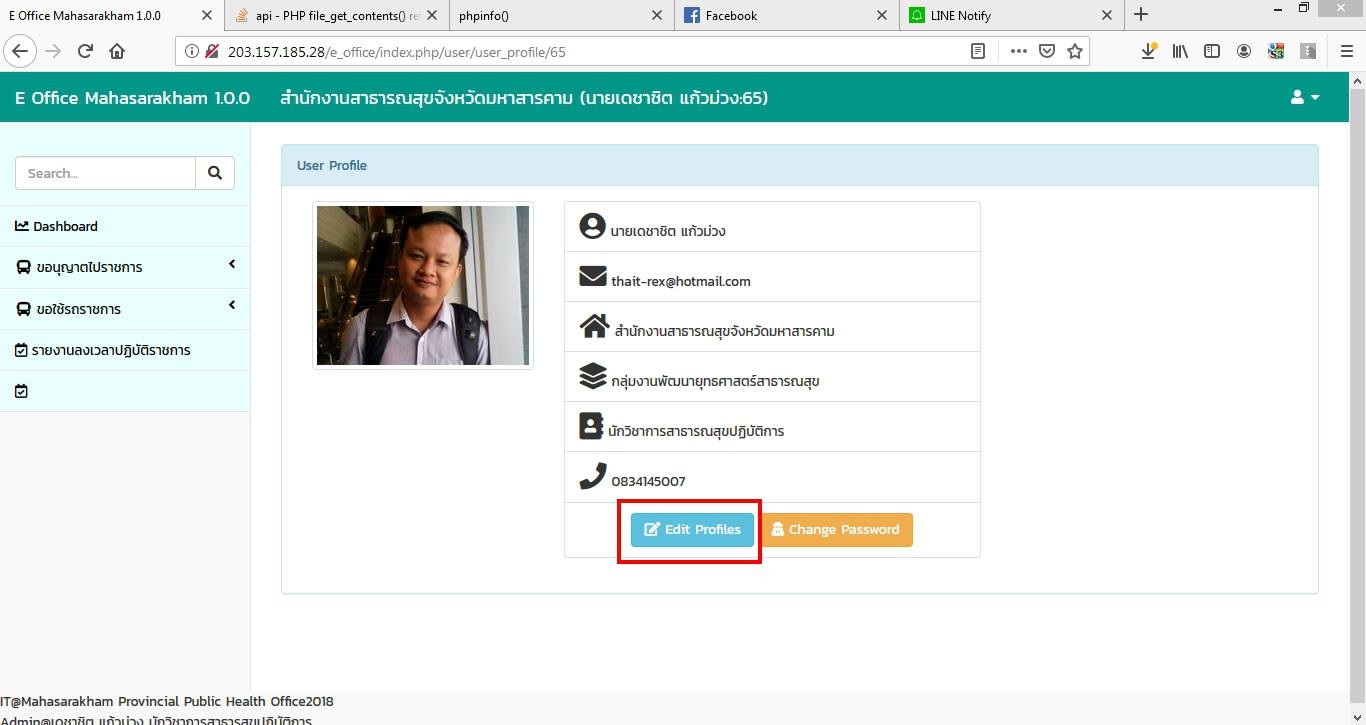 E Office Mahasarakham 1.0.0
api - PHP file_get_contents() re
phpinfo()
Facebook
LINE Notify
203.157.185.28/e_office/index.php/user/user_profile/65
E Office Mahasarakham 1.0.0
สำนักงานสาธารณสุขจังหวัดมหาสารคาม (นายเดชาชิต แก้วม่วง:65)
Search...
Dashboard
ขอนุญาตไปราชการ
ขอใช้รถราชการ
รายงานลงเวลาปฏิบัติราชการ
User Profile
นายเดชาชิต แก้วม่วง
thait-rex@hotmail.com
สำนักงานสาธารณสุขจังหวัดมหาสารคาม
กลุ่มงานพัฒนายุทธศาสตร์สาธารณสุข
นักวิชาการสาธารณสุขปฏิบัติการ
0834145007
Edit Profiles
Change Password
IT@Mahasarakham Provincial Public Health Office2018
Admin@เดชาชิต แก้วม่วง นักวิชาการสาธารสุขปฏิบัติการ